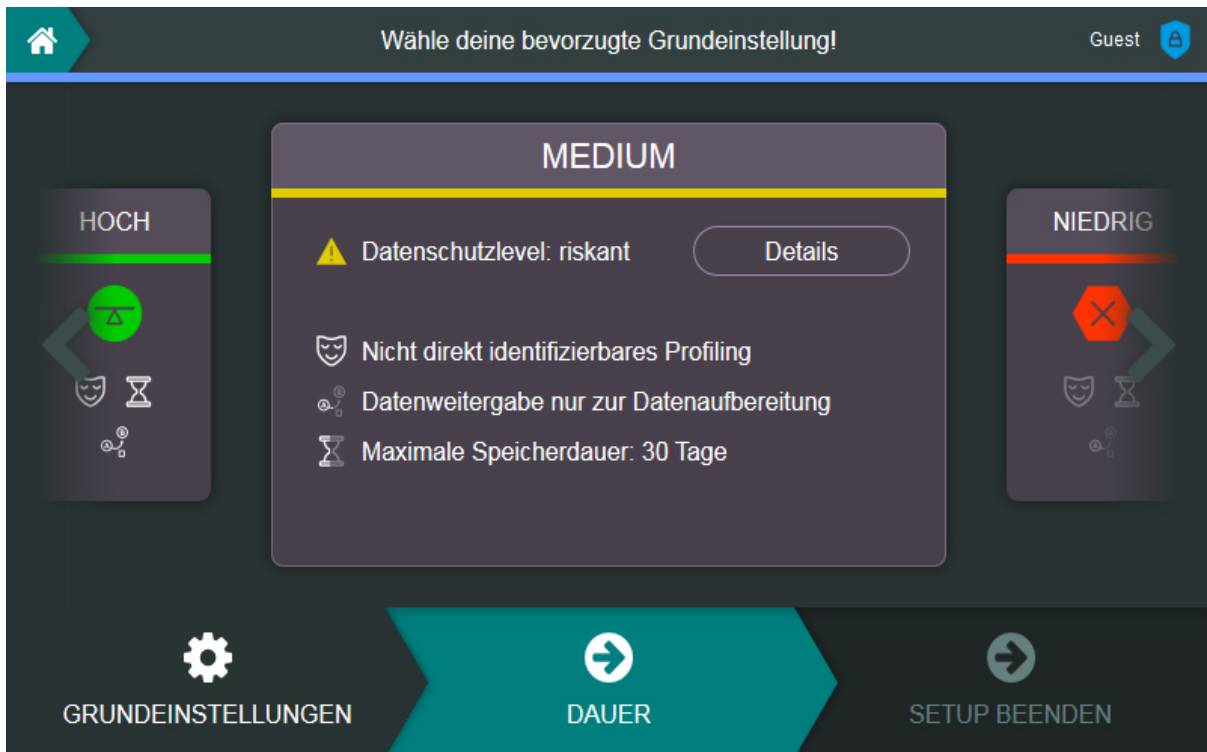 Wähle deine bevorzugte Grundeinstellung!
Guest
HOCH
MEDIUM
Datenschutzlevel: riskant
Details
Nicht direkt identifizierbares Profiling
Datenweitergabe nur zur Datenaufbereitung
Maximale Speicherdauer: 30 Tage
NIEDRIG
GRUNDEINSTELLUNGEN
DAUER
SETUP BEENDEN